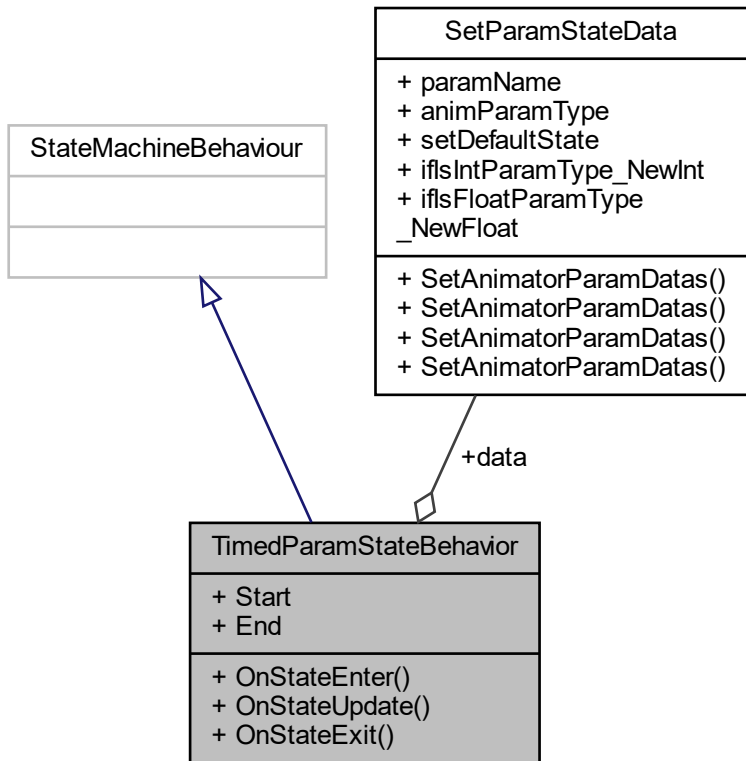 SetParamStateData
+ paramName
+ animParamType
+ setDefaultState
+ ifIsIntParamType_NewInt
+ ifIsFloatParamType
_NewFloat
+ SetAnimatorParamDatas()
+ SetAnimatorParamDatas()
+ SetAnimatorParamDatas()
+ SetAnimatorParamDatas()
StateMachineBehaviour
+data
TimedParamStateBehavior
+ Start
+ End
+ OnStateEnter()
+ OnStateUpdate()
+ OnStateExit()